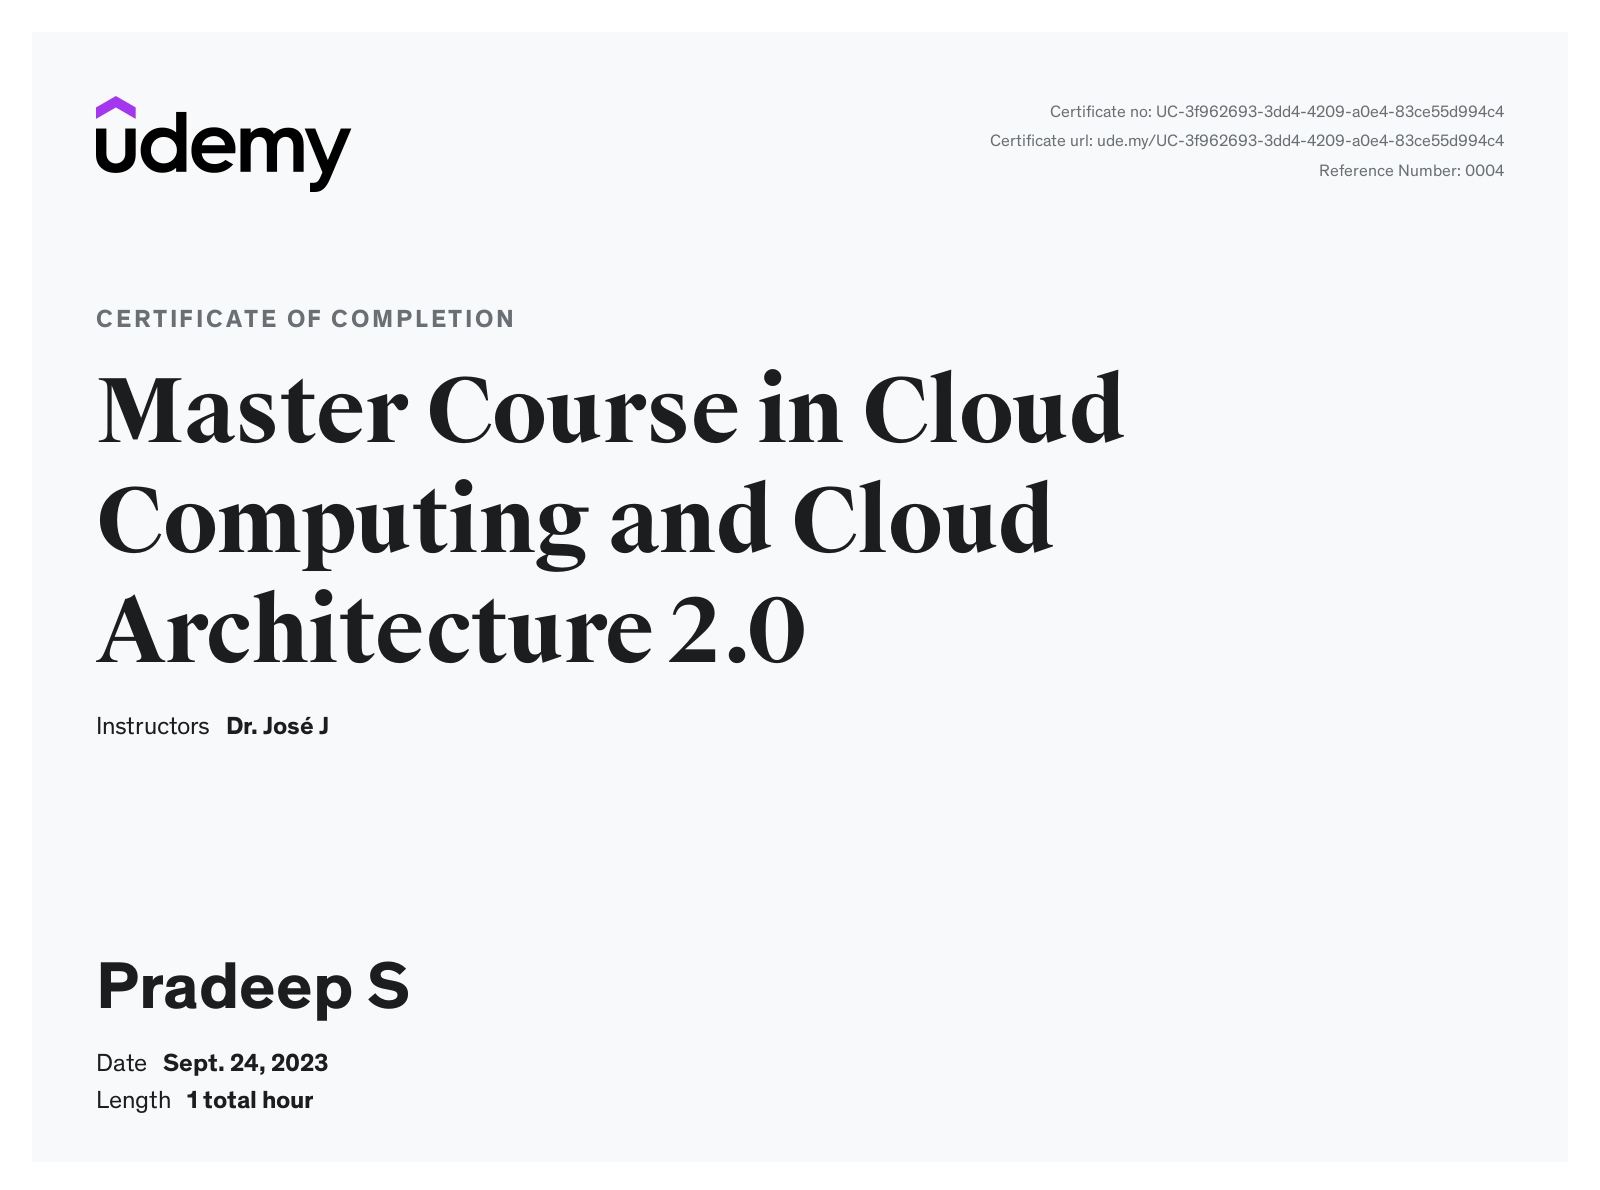 udemy
Certificate no: UC-3f962693-3dd4-4209-a0e4-83ce55d994c4
Certificate url: ude.my/UC-3f962693-3dd4-4209-a0e4-83ce55d994c4
Reference Number: 0004
CERTIFICATE OF COMPLETION
Master Course in Cloud
Computing and Cloud
Architecture 2.0
Instructors Dr. José J
Pradeep S
Date Sept. 24, 2023
Length 1 total hour